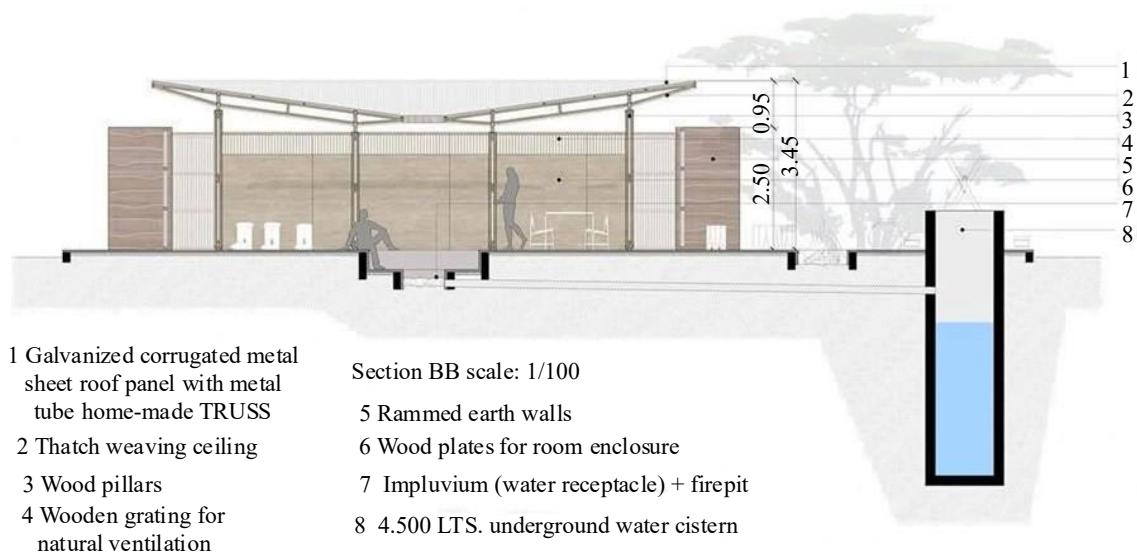 1
2
3
4
5
6
7
8
0.95
2.50
3.45
1 Galvanized corrugated metal
sheet roof panel with metal
tube home-made TRUSS
2 Thatch weaving ceiling
3 Wood pillars
4 Wooden grating for
natural ventilation
Section BB scale: 1/100
5 Rammed earth walls
6 Wood plates for room enclosure
7 Impluvium (water receptacle) + firepit
8 4.500 LTS. underground water cistern